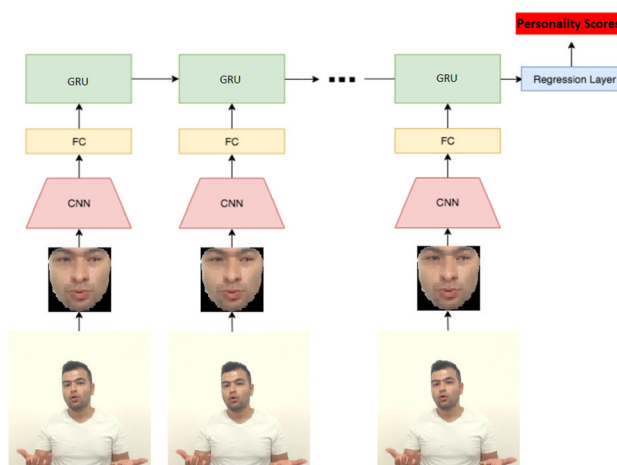 Personality Scores
GRU
GRU
GRU
Regression Layer
FC
FC
FC
CNN
CNN
CNN